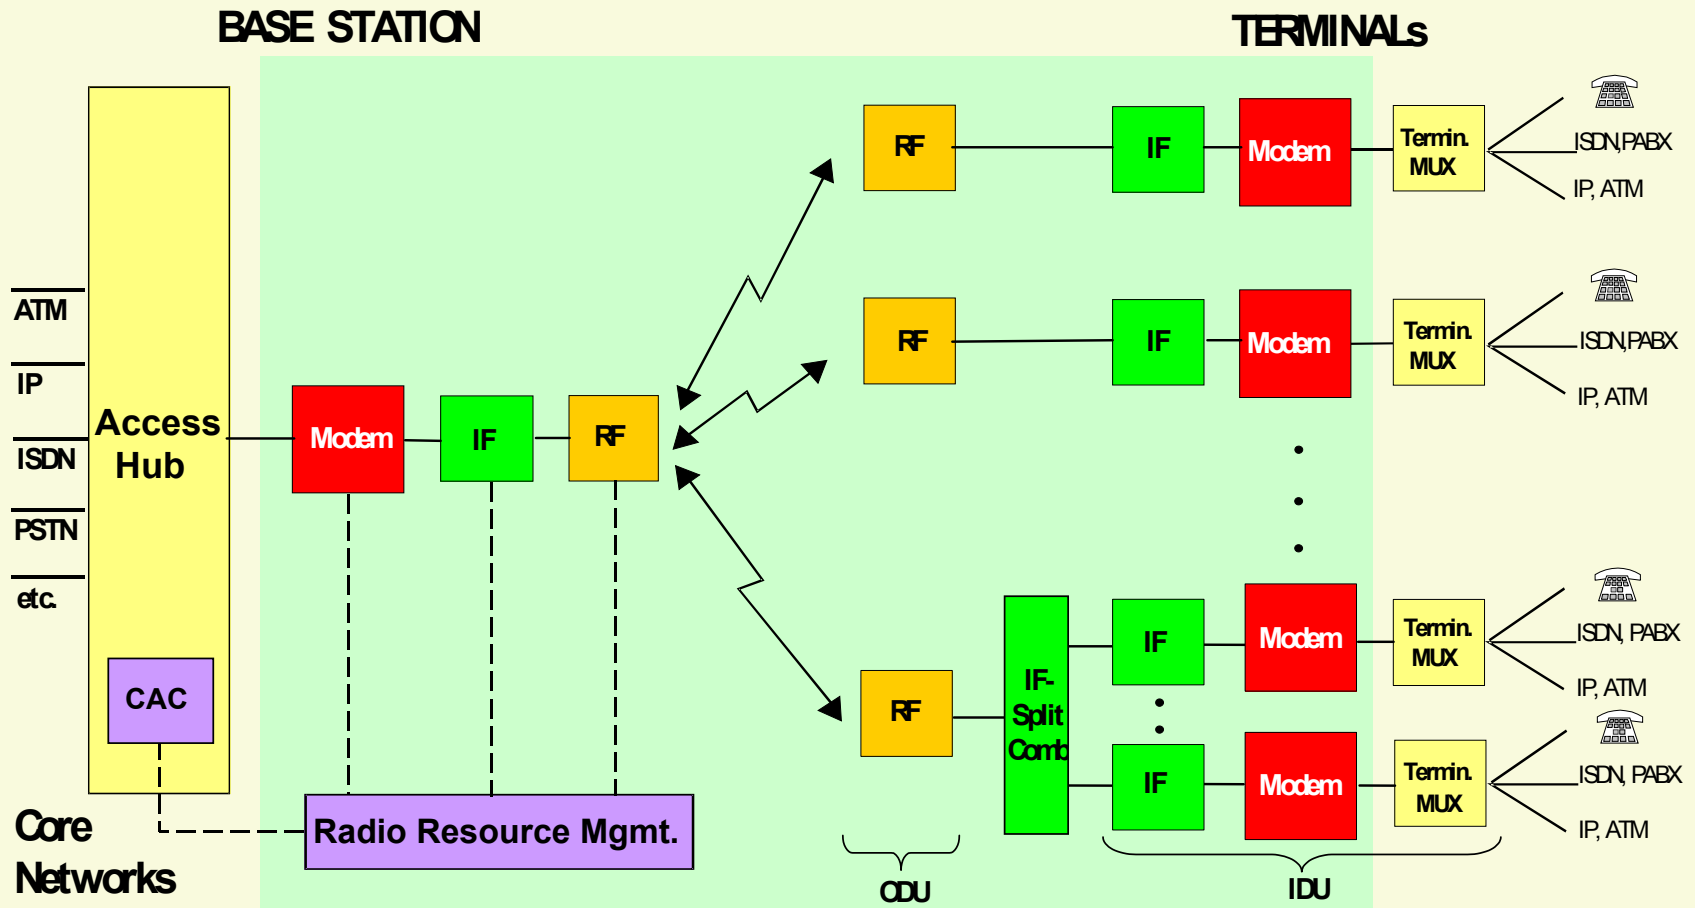 BASE STATION
TERMINALs
ATM
IP
ISDN
PSTN
etc.
Core
Networks
Access
Hub
CAC
Modem
IF
RF
Radio Resource Mgmt.
RF
IF
Modem
Termin.
MUX
ISDN,PABX
IP, ATM
RF
IF
Modem
Termin.
MUX
ISDN,PABX
IP, ATM
RF
IF-
Split
Comb
IF
Modem
Termin.
MUX
ISDN, PABX
IP, ATM
IF
Modem
Termin.
MUX
ISDN, PABX
IP, ATM
ODU
IDU